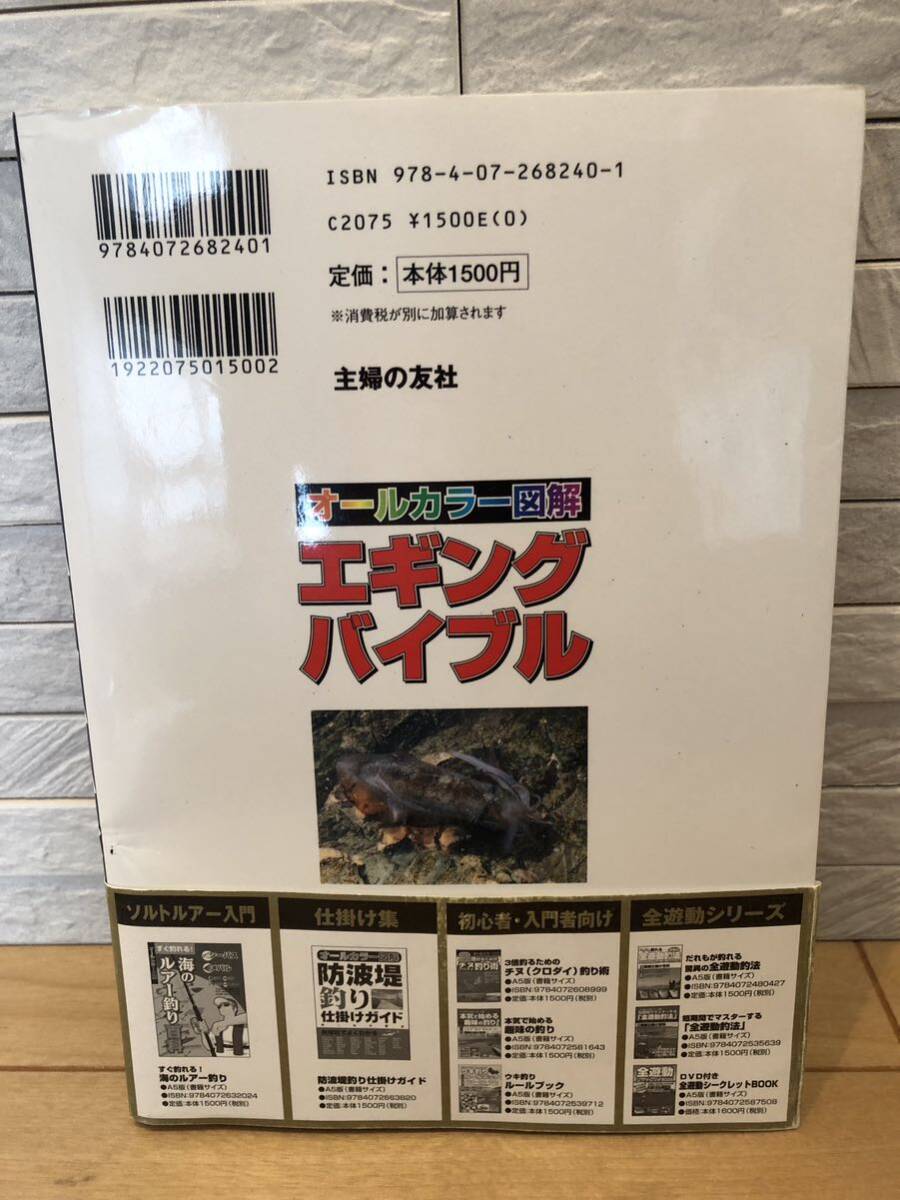 ISBN 978-4-07-268240-1
C2075 ¥1500E(0)
定価：本体1500円
※消費税が別に加算されます
主婦の友社
9784072682401
1922075015002
オールカラー図解
エギング
バイブル
ソルトルアー入門
すぐ釣れる!
海の
ルアー釣り
すぐ釣れる!
海のルアー釣り
●A5版(書籍サイズ)
●ISBN:9784072632024
●定価:本体1500円(税別)
仕掛け集
オールカラー図解
防波堤
釣り
仕掛けガイド
防波堤釣り仕掛けガイド
●A5版(書籍サイズ)
●ISBN:9784072663820
●定価:本体1500円(税別)
初心者・入門者向け
3倍釣るための
チヌ(クロダイ)釣り術
●A5版(書籍サイズ)
●ISBN:9784072608999
●定価:本体1500円(税別)
本気で始める
趣味の釣り
●A5版(書籍サイズ)
●ISBN:9784072581643
●定価:本体1500円(税別)
ウキ釣り
ルールブック
●A5版(書籍サイズ)
●ISBN:9784072539712
●定価:本体1500円(税別)
全遊動シリーズ
だれもが釣れる
驚異の全遊動釣法
●A5版(書籍サイズ)
●ISBN:9784072480427
●定価:本体1500円(税別)
短期間でマスターする
「全遊動釣法」
●A5版(書籍サイズ)
●ISBN:9784072535639
●定価:本体1500円(税別)
DVD付き
全遊動シークレットBOOK
●A5版(書籍サイズ)
●ISBN:9784072587508
●価格:本体1600円(税別)